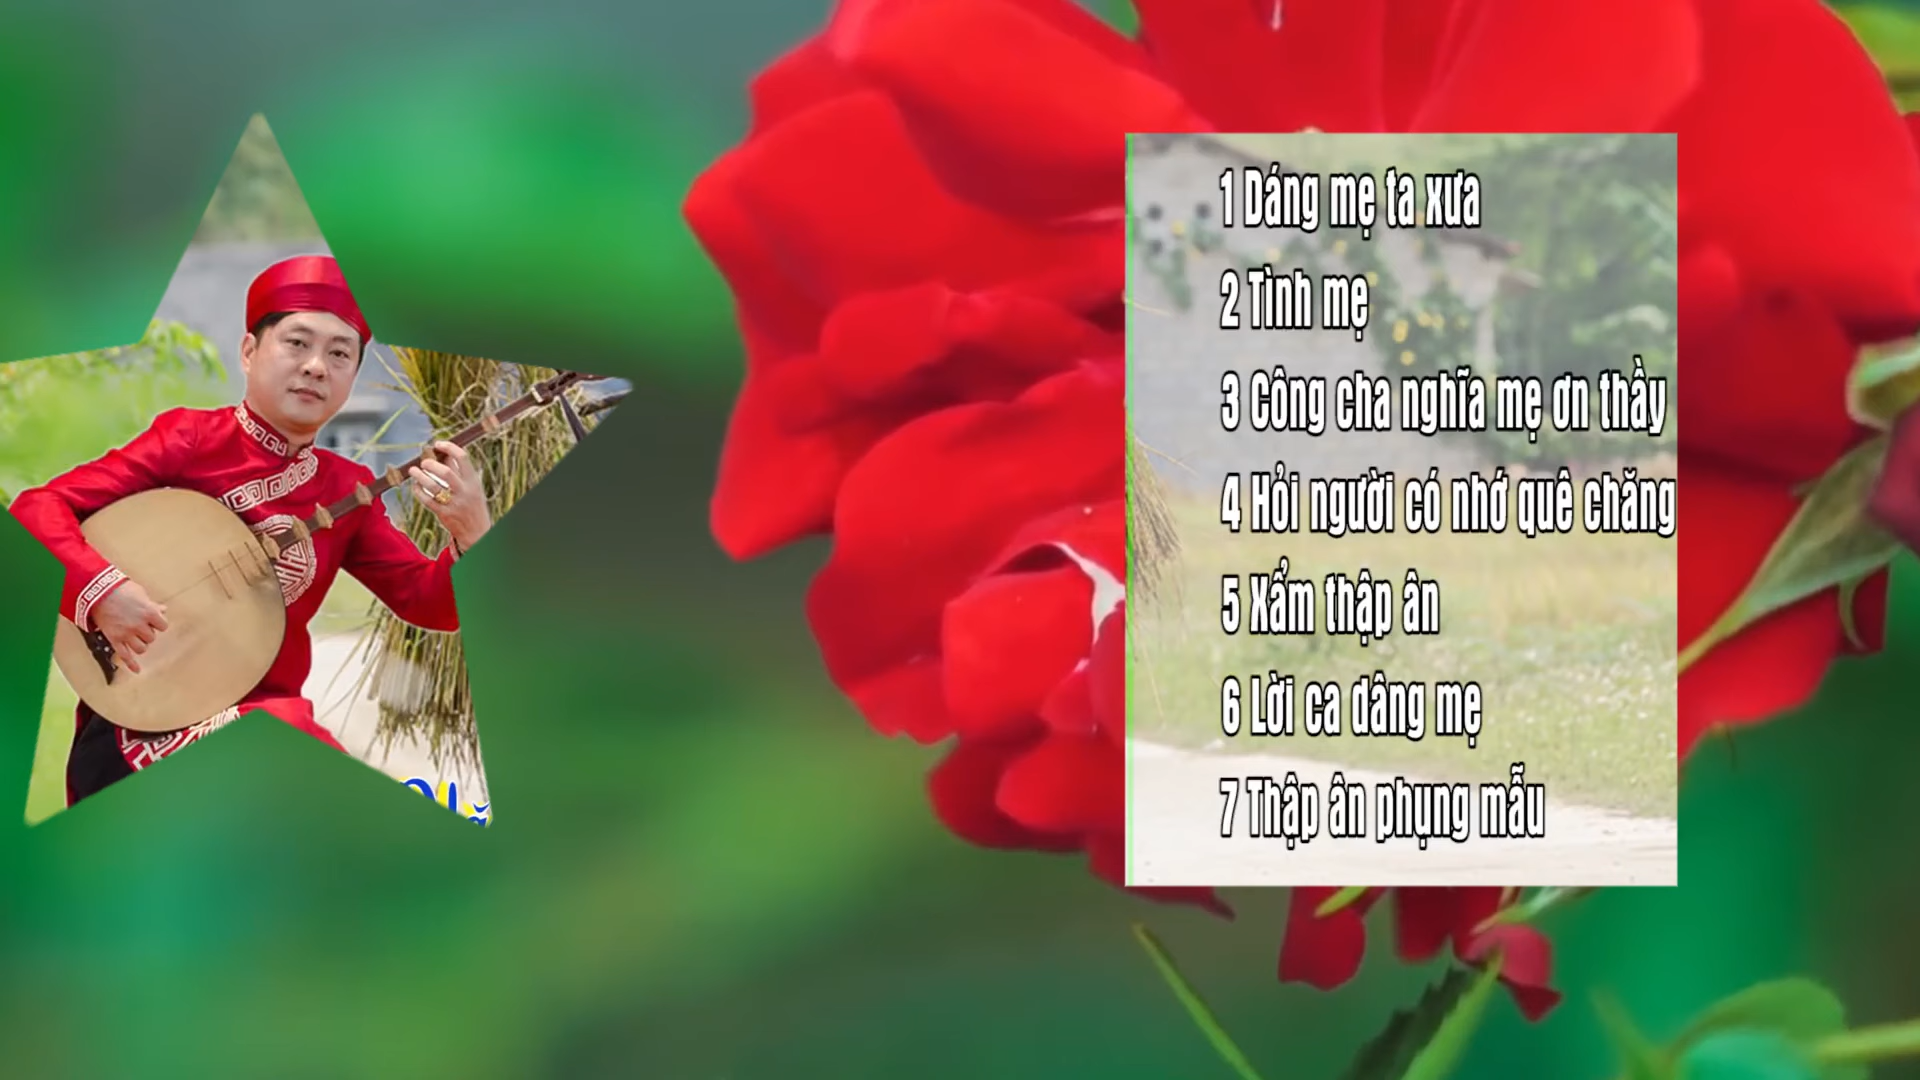 1 Dáng mẹ ta xưa
2 Tình mẹ
3 Công cha nghĩa mẹ ơn thầy
4 Hỏi người có nhớ quê chăng
5 Xẩm thập ân
6 Lời ca dâng mẹ
7 Thập ân phụng mẫu